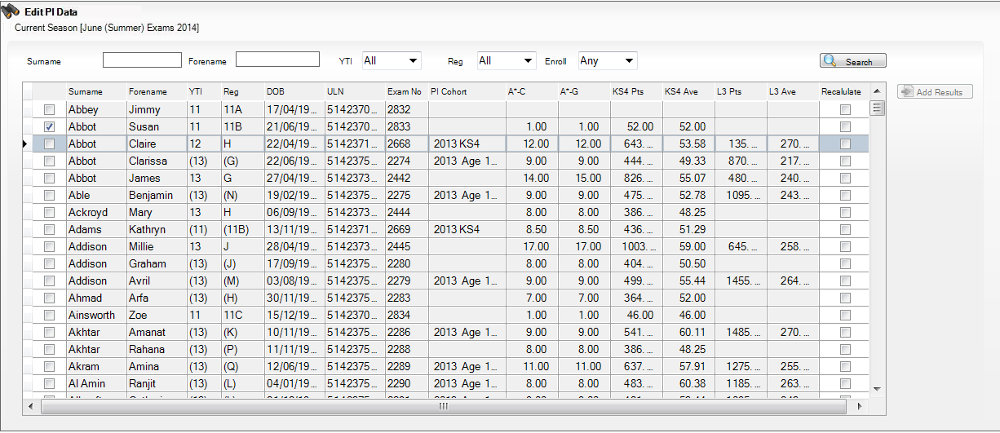 Edit PI Data
Current Season [June (Summer) Exams 2014]
Surname Forename YTI All Reg All Enroll Any Search
Surname Forename YTI Reg DOB ULN Exam No PI Cohort A*-C A*-G KS4 Pts KS4 Ave L3 Pts L3 Ave Recalulate Add Results
Abbey Jimmy 11 11A 17/04/19... 5142370... 2832
Abbot Susan 11 11B 21/06/19... 5142370... 2833 1.00 1.00 52.00 52.00
Abbot Claire 12 H 22/04/19... 5142371... 2668 2013 KS4 12.00 12.00 643.... 53.58 135.... 270....
Abbot Clarissa (13) (G) 22/06/19... 5142375... 2274 2013 Age 1... 9.00 9.00 444.... 49.33 870.... 217....
Abbot James 13 G 27/04/19... 5142373... 2442 14.00 15.00 826.... 55.07 480.... 240....
Able Benjamin (13) (N) 19/02/19... 5142375... 2275 2013 Age 1... 9.00 9.00 475.... 52.78 1095.... 243....
Ackroyd Mary 13 H 06/09/19... 5142373... 2444 8.00 8.00 386.... 48.25
Adams Kathryn (11) (11B) 13/11/19... 5142371... 2669 2013 KS4 8.50 8.50 436.... 51.29
Addison Millie 13 J 28/04/19... 5142373... 2445 17.00 17.00 1003.... 59.00 645.... 258....
Addison Graham (13) (J) 17/09/19... 5142375... 2280 8.00 8.00 404.... 50.50
Addison Avril (13) (M) 03/08/19... 5142375... 2279 2013 Age 1... 9.00 9.00 499.... 55.44 1455.... 264....
Ahmad Arfa (13) (H) 30/11/19... 5142375... 2283 7.00 7.00 364.... 52.00
Ainsworth Zoe 11 11C 15/12/19... 5142370... 2834 1.00 1.00 46.00 46.00
Akhtar Amanat (13) (K) 10/11/19... 5142375... 2286 2013 Age 1... 9.00 9.00 541.... 60.11 1485.... 270....
Akhtar Rahana (13) (P) 11/11/19... 5142375... 2288 8.00 8.00 386.... 48.25
Akram Amina (13) (Q) 12/06/19... 5142375... 2289 2013 Age 1... 11.00 11.00 637.... 57.91 1275.... 255....
Al Amin Ranjit (13) (L) 04/01/19... 5142375... 2290 2013 Age 1... 8.00 8.00 483.... 60.38 1185.... 263....